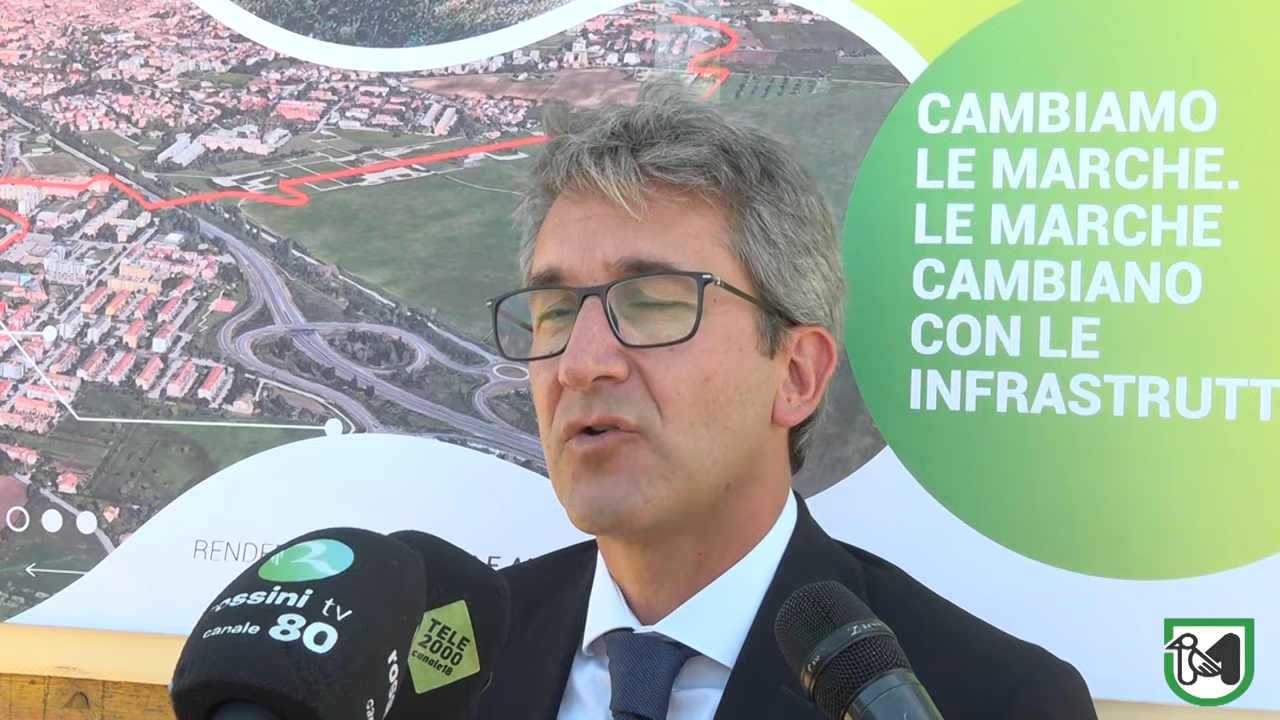 CAMBIAMO
LE MARCHE.
LE MARCHE
CAMBIANO
CON LE
INFRASTRUTT
RENDE
rossini tv
canale 80
TELE
2000
canale18